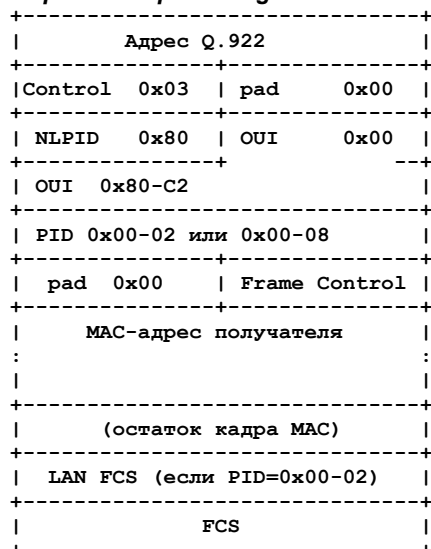 Адрес Q.922
Control 0x03 | pad 0x00
NLPID 0x80 | OUI 0x00
OUI 0x80-C2
PID 0x00-02 или 0x00-08
pad 0x00 | Frame Control
MAC-адрес получателя
(остаток кадра MAC)
LAN FCS (если PID=0x00-02)
FCS